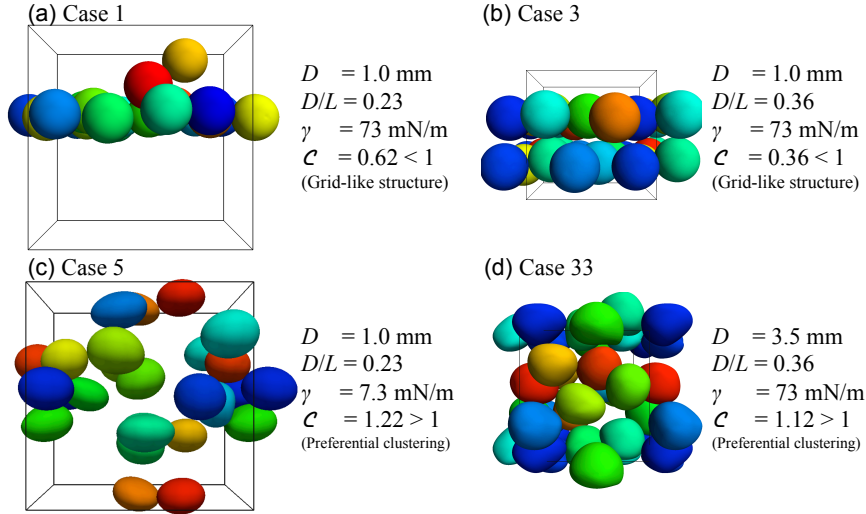 (a) Case 1
D = 1.0 mm
D/L = 0.23
γ = 73 mN/m
C = 0.62 < 1
(Grid-like structure)
(b) Case 3
D = 1.0 mm
D/L = 0.36
γ = 73 mN/m
C = 0.36 < 1
(Grid-like structure)
(c) Case 5
D = 1.0 mm
D/L = 0.23
γ = 7.3 mN/m
C = 1.22 > 1
(Preferential clustering)
(d) Case 33
D = 3.5 mm
D/L = 0.36
γ = 73 mN/m
C = 1.12 > 1
(Preferential clustering)